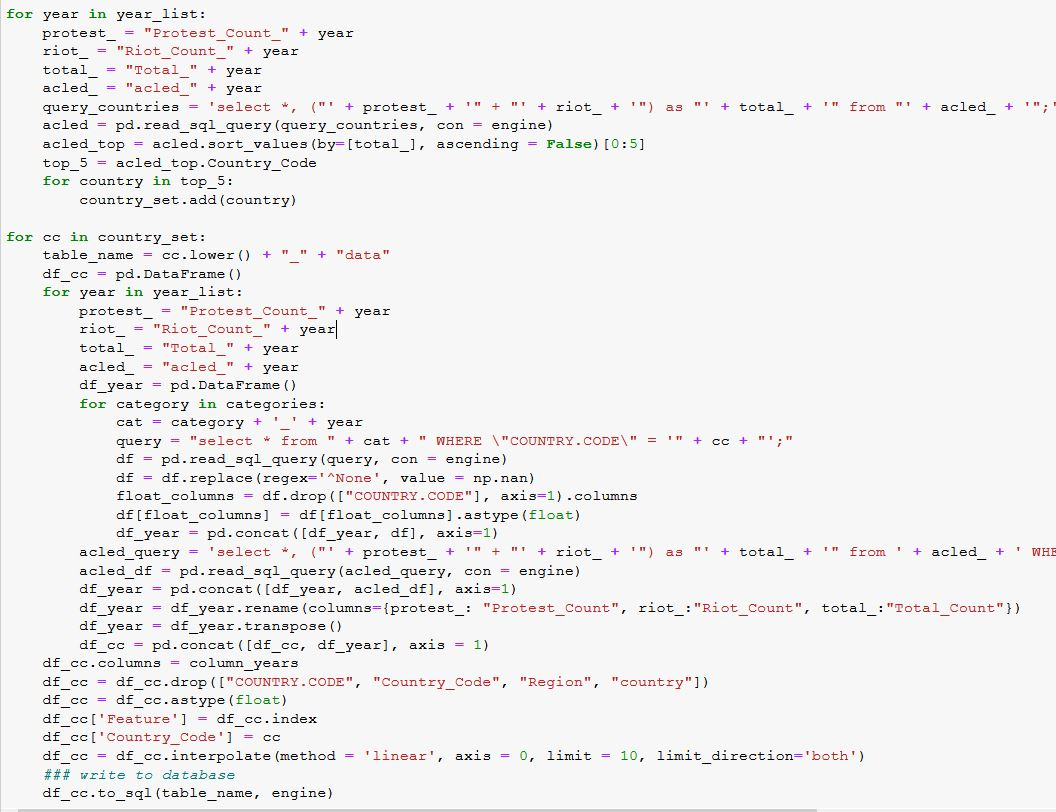 for year in year_list:
    protest_ = "Protest_Count_" + year
    riot_ = "Riot_Count_" + year
    total_ = "Total_" + year
    acled_ = "acled_" + year
    query_countries = 'select *, ("' + protest_ + '" + "' + riot_ + '") as "' + total_ + '" from "' + acled_ + '";'
    acled = pd.read_sql_query(query_countries, con = engine)
    acled_top = acled.sort_values(by=[total_], ascending = False)[0:5]
    top_5 = acled_top.Country_Code
    for country in top_5:
        country_set.add(country)
for cc in country_set:
    table_name = cc.lower() + "_" + "data"
    df_cc = pd.DataFrame()
    for year in year_list:
        protest_ = "Protest_Count_" + year
        riot_ = "Riot_Count_" + year
        total_ = "Total_" + year
        acled_ = "acled_" + year
        df_year = pd.DataFrame()
        for category in categories:
            cat = category + '_' + year
            query = "select * from " + cat + " WHERE \"COUNTRY.CODE\" = '" + cc + "';"
            df = pd.read_sql_query(query, con = engine)
            df = df.replace(regex='^None', value = np.nan)
            float_columns = df.drop(["COUNTRY.CODE"], axis=1).columns
            df[float_columns] = df[float_columns].astype(float)
            df_year = pd.concat([df_year, df], axis=1)
        acled_query = 'select *, ("' + protest_ + '" + "' + riot_ + '") as "' + total_ + '" from ' + acled_ + ' WHE
        acled_df = pd.read_sql_query(acled_query, con = engine)
        df_year = pd.concat([df_year, acled_df], axis=1)
        df_year = df_year.rename(columns={protest_: "Protest_Count", riot_:"Riot_Count", total_:"Total_Count"})
        df_year = df_year.transpose()
        df_cc = pd.concat([df_cc, df_year], axis = 1)
    df_cc.columns = column_years
    df_cc = df_cc.drop(["COUNTRY.CODE", "Country_Code", "Region", "country"])
    df_cc = df_cc.astype(float)
    df_cc['Feature'] = df_cc.index
    df_cc['Country_Code'] = cc
    df_cc = df_cc.interpolate(method = 'linear', axis = 0, limit = 10, limit_direction='both')
    ### write to database
    df_cc.to_sql(table_name, engine)